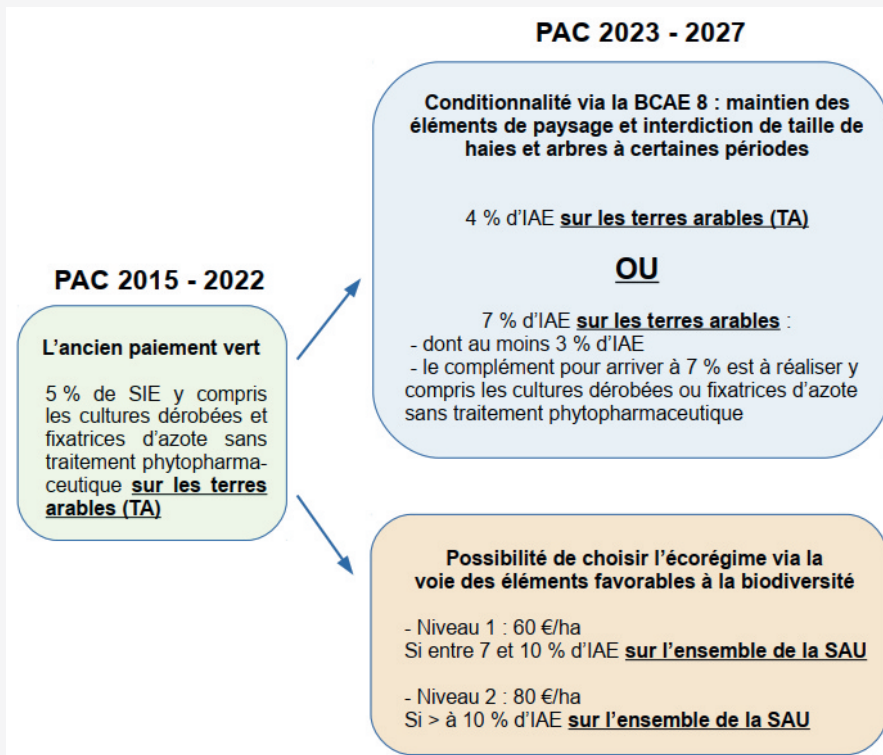 PAC 2023 - 2027
Conditionnalité via la BCAE 8 : maintien des
éléments de paysage et interdiction de taille de
haies et arbres à certaines périodes
4 % d'IAE sur les terres arables (TA)
OU
7 % d'IAE sur les terres arables :
- dont au moins 3 % d'IAE
- le complément pour arriver à 7 % est à réaliser y
compris les cultures dérobées ou fixatrices d'azote
sans traitement phytopharmaceutique
PAC 2015 - 2022
L'ancien paiement vert
5 % de SIE y compris
les cultures dérobées et
fixatrices d'azote sans
traitement phytopharma-
ceutique sur les terres
arables (TA)
Possibilité de choisir l'écorégime via la
voie des éléments favorables à la biodiversité
- Niveau 1 : 60 €/ha
Si entre 7 et 10 % d'IAE sur l'ensemble de la SAU
- Niveau 2 : 80 €/ha
Si > à 10 % d'IAE sur l'ensemble de la SAU